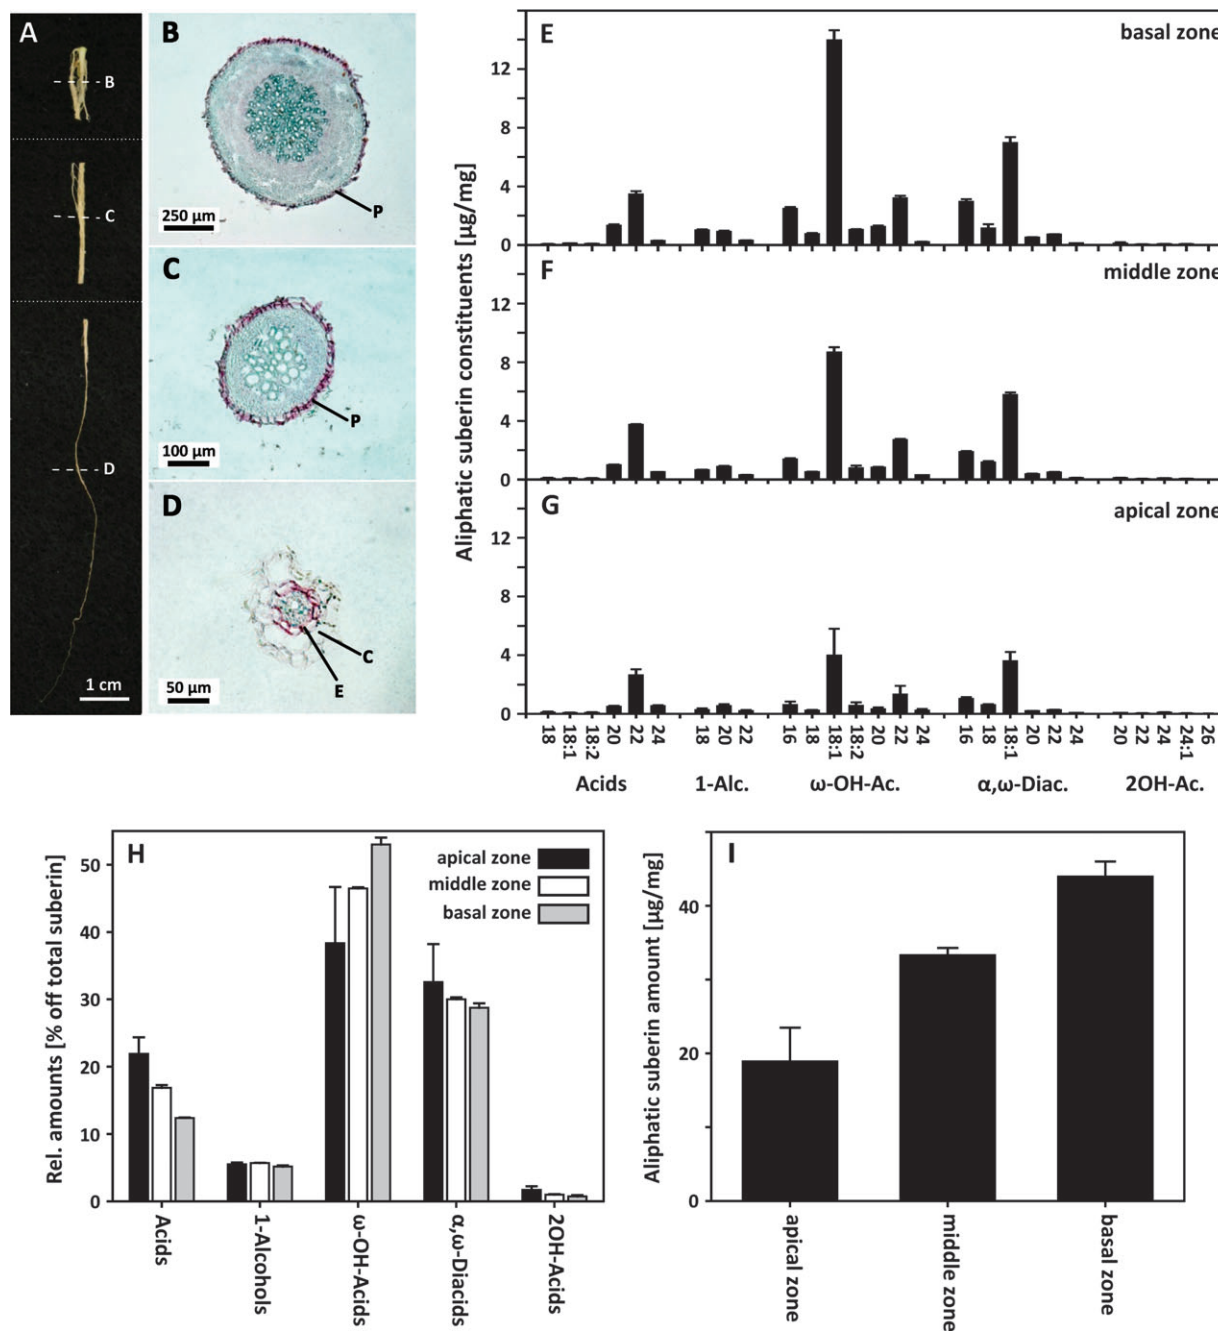 A
B
C
D
1 cm
B
250 μm
P
C
100 μm
P
D
50 μm
C
E
Aliphatic suberin constituents [μg/mg]
E
basal zone
12
8
4
0
F
middle zone
12
8
4
0
G
apical zone
12
8
4
0
18 18:1 18:2 20 22 24 18 20 22 16 18 18:1 18:2 20 22 24 16 18 18:1 20 22 24 20 22 24 24:1 26
Acids 1-Alc. ω-OH-Ac. α,ω-Diac. 2OH-Ac.
H
Rel. amounts [% off total suberin]
50
40
30
20
10
0
apical zone
middle zone
basal zone
Acids
1-Alcohols
ω-OH-Acids
α,ω-Diacids
2OH-Acids
I
Aliphatic suberin amount [μg/mg]
40
20
0
apical zone
middle zone
basal zone